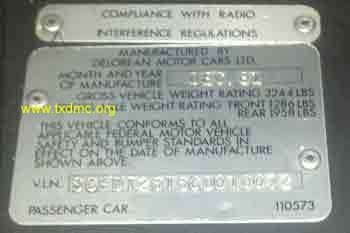 COMPLIANCE WITH RADIO
INTERFERENCE REGULATIONS
MANUFACTURED BY
DELOREAN MOTOR CARS LTD.
MONTH AND YEAR
OF MANUFACTURE
GROSS VEHICLE WEIGHT RATING 3244LBS
www.txdmc.org
WEIGHT RATING FRONT 1286LBS
REAR 1958LBS
THIS VEHICLE CONFORMS TO ALL
APPLICABLE FEDERAL MOTOR VEHICLE
SAFETY AND BUMPER STANDARDS IN
EFFECT ON THE DATE OF MANUFACTURE
SHOWN ABOVE.
V.I.N.
PASSENGER CAR
110573